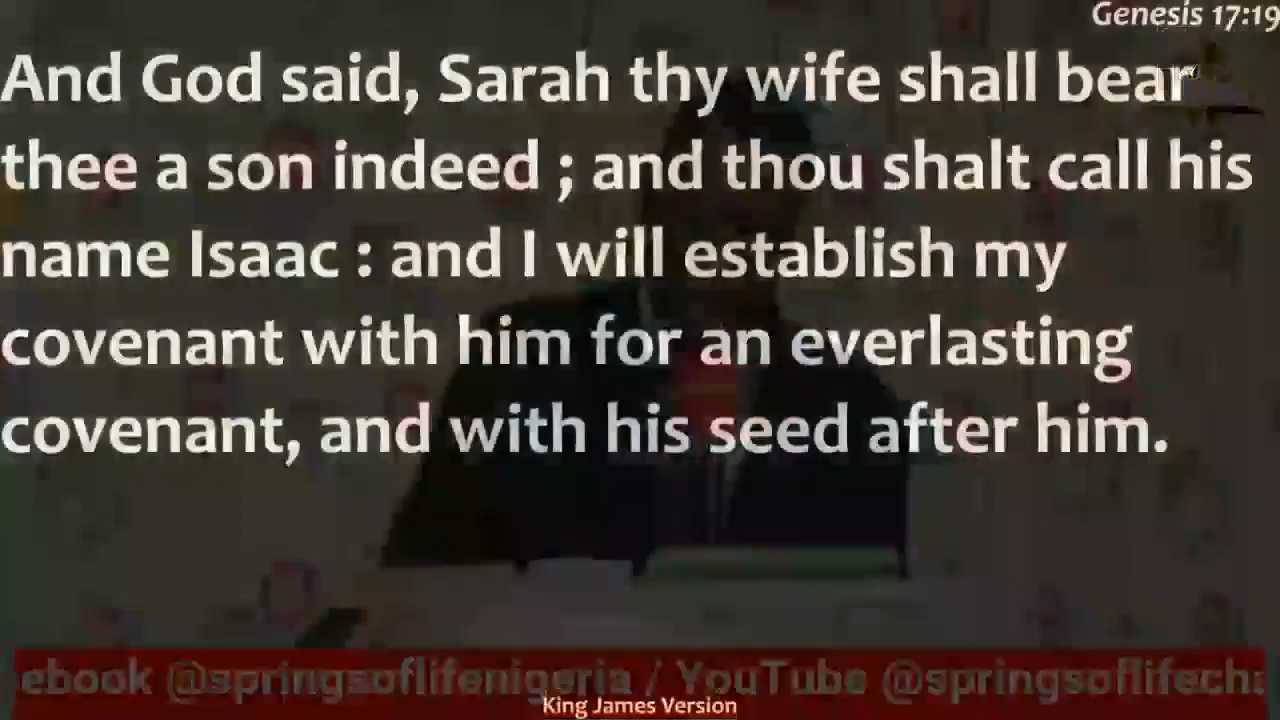 Genesis 17:19
And God said, Sarah thy wife shall bear
thee a son indeed ; and thou shalt call his
name Isaac : and I will establish my
covenant with him for an everlasting
covenant, and with his seed after him.
ebook @springsoflifenigeria / YouTube @springsoflifech
King James Version